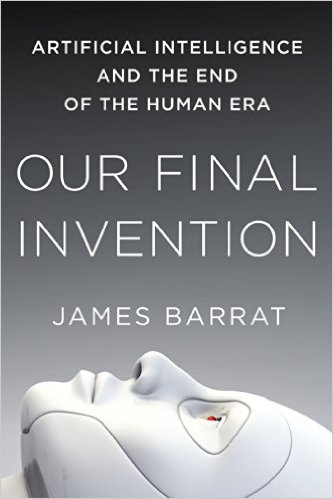 ARTIFICIAL INTELLIGENCE
AND THE END
OF THE HUMAN ERA
OUR FINAL
INVENTION
JAMES BARRAT